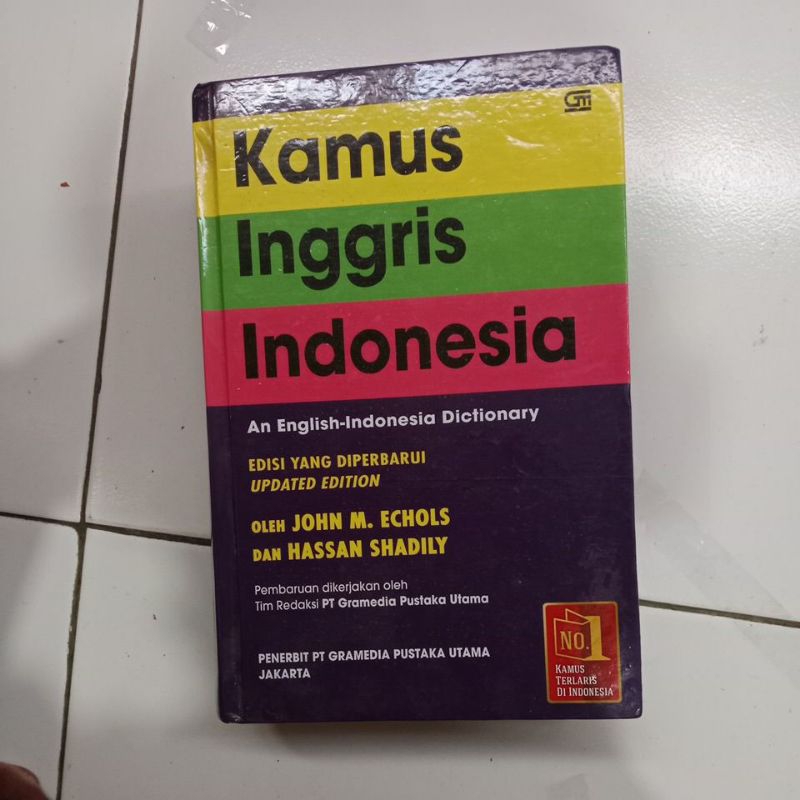 Kamus
Inggris
Indonesia
An English-Indonesia Dictionary
EDISI YANG DIPERBARUI
UPDATED EDITION
OLEH JOHN M. ECHOLS
DAN HASSAN SHADILY
Pembaruan dikerjakan oleh
Tim Redaksi PT Gramedia Pustaka Utama
PENERBIT PT GRAMEDIA PUSTAKA UTAMA
JAKARTA
NO. 1
KAMUS
TERLARIS
DI INDONESIA